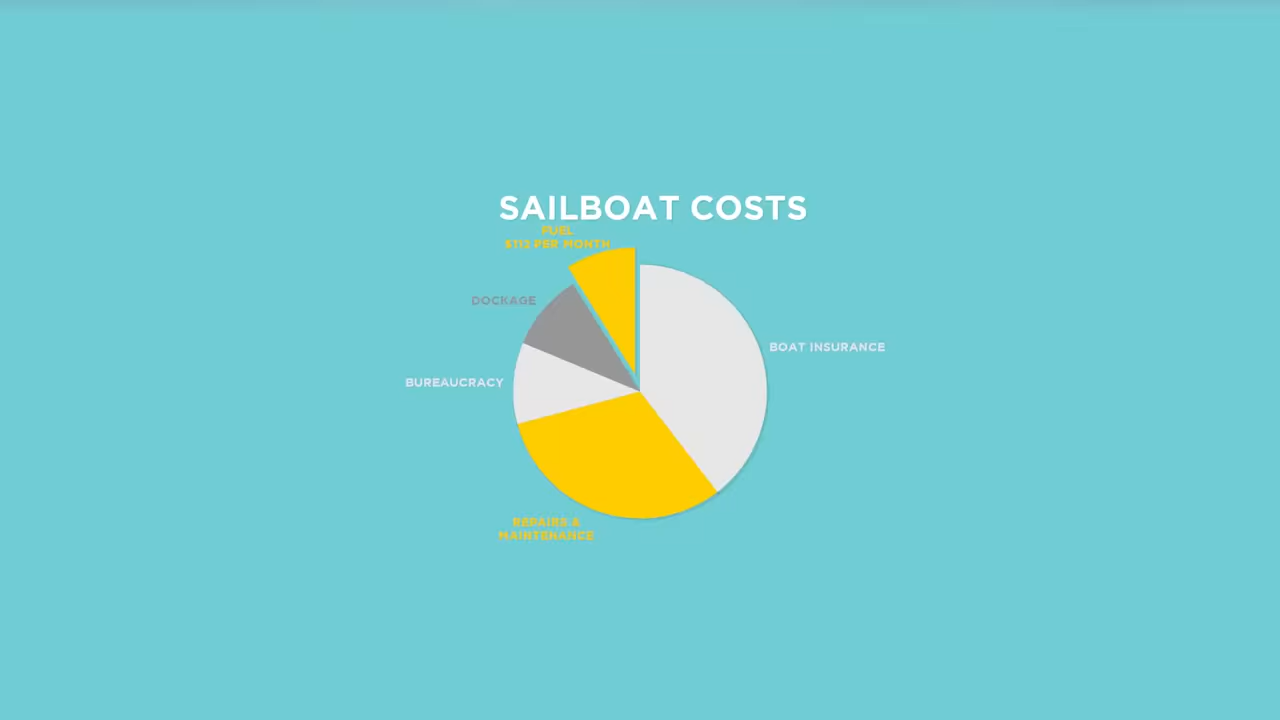 SAILBOAT COSTS
FUEL
$112 PER MONTH
DOCKAGE
BOAT INSURANCE
BUREAUCRACY
REPAIRS &
MAINTENANCE